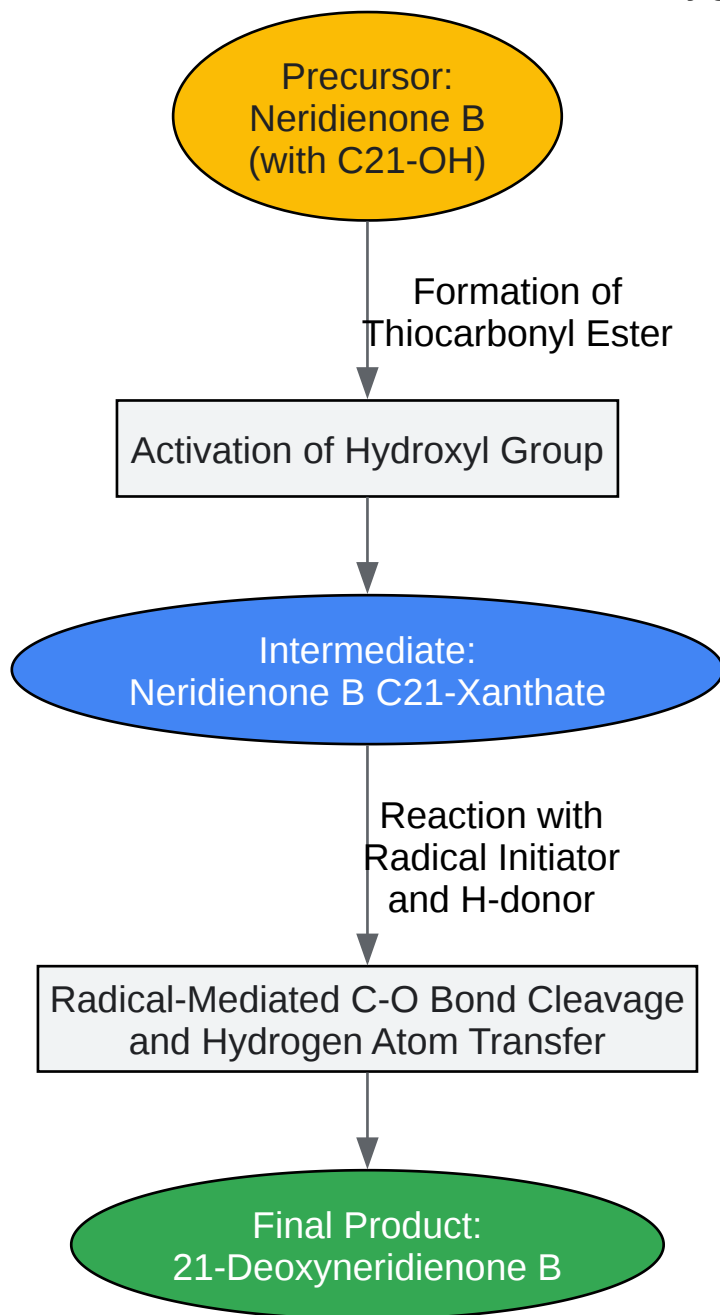 Precursor:
Neridienone B
(with C21-OH)
Formation of
Thiocarbonyl Ester
Activation of Hydroxyl Group
Intermediate:
Neridienone B C21-Xanthate
Reaction with
Radical Initiator
and H-donor
Radical-Mediated C-O Bond Cleavage
and Hydrogen Atom Transfer
Final Product:
21-Deoxyneridienone B